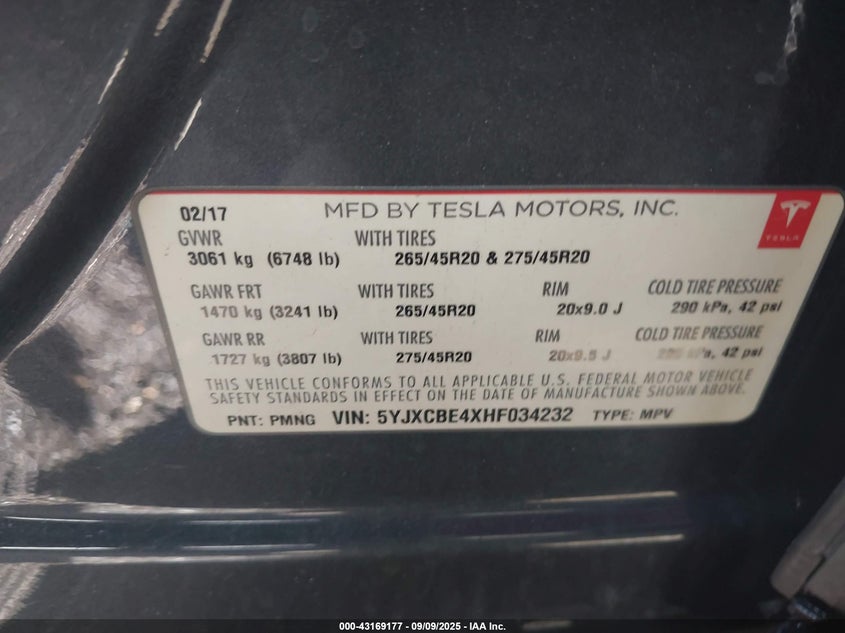 02/17 MFD BY TESLA MOTORS, INC.
TESLA
GVWR WITH TIRES
3061 kg (6748 lb) 265/45R20 & 275/45R20
GAWR FRT WITH TIRES RIM COLD TIRE PRESSURE
1470 kg (3241 lb) 265/45R20 20x9.0 J 290 kPa, 42 psi
GAWR RR WITH TIRES RIM COLD TIRE PRESSURE
1727 kg (3807 lb) 275/45R20 20x9.5 J kPa, 42 psi
THIS VEHICLE CONFORMS TO ALL APPLICABLE U.S. FEDERAL MOTOR VEHICLE
SAFETY STANDARDS IN EFFECT ON THE DATE OF MANUFACTURE SHOWN ABOVE.
PNT: PMNG VIN: 5YJXCBE4XHF034232 TYPE: MPV
000-43169177 - 09/09/2025 - IAA Inc.